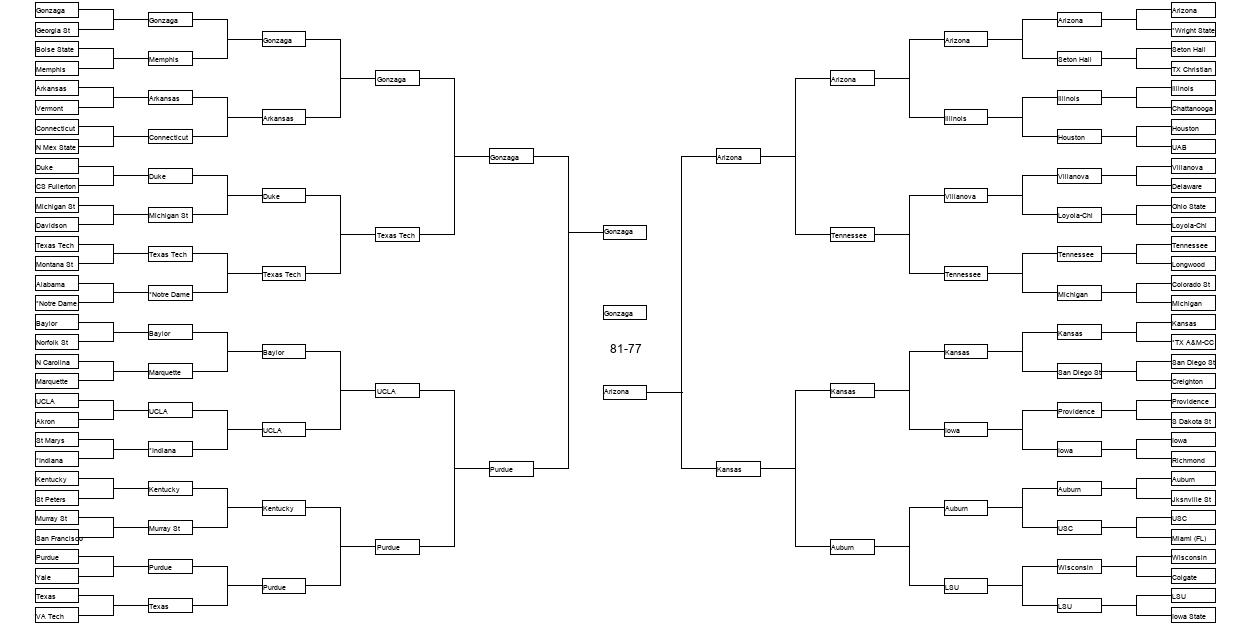 Gonzaga
Georgia St
Boise State
Memphis
Arkansas
Vermont
Connecticut
N Mex State
Duke
CS Fullerton
Michigan St
Davidson
Texas Tech
Montana St
Alabama
*Notre Dame
Baylor
Norfolk St
N Carolina
Marquette
UCLA
Akron
St Marys
*Indiana
Kentucky
St Peters
Murray St
San Francisco
Purdue
Yale
Texas
VA Tech
Gonzaga
Memphis
Arkansas
Connecticut
Duke
Michigan St
Texas Tech
*Notre Dame
Baylor
Marquette
UCLA
*Indiana
Kentucky
Murray St
Purdue
Texas
Gonzaga
Arkansas
Duke
Texas Tech
Baylor
UCLA
Kentucky
Purdue
Gonzaga
Texas Tech
UCLA
Purdue
Gonzaga
Purdue
Gonzaga
Gonzaga
81-77
Arizona
Arizona
Kansas
Arizona
Tennessee
Kansas
Auburn
Arizona
Illinois
Villanova
Tennessee
Kansas
Iowa
Auburn
LSU
Arizona
Seton Hall
Illinois
Houston
Villanova
Loyola-Chi
Tennessee
Michigan
Kansas
San Diego St
Providence
Iowa
Auburn
USC
Wisconsin
LSU
Arizona
*Wright State
Seton Hall
TX Christian
Illinois
Chattanooga
Houston
UAB
Villanova
Delaware
Ohio State
Loyola-Chi
Tennessee
Longwood
Colorado St
Michigan
Kansas
*TX A&M-CC
San Diego St
Creighton
Providence
S Dakota St
Iowa
Richmond
Auburn
Jksnville St
USC
Miami (FL)
Wisconsin
Colgate
LSU
Iowa State